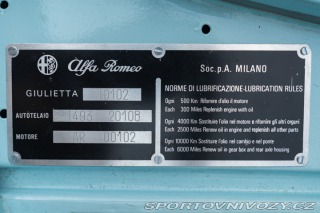 Alfa Romeo
Soc.p.A. MILANO
GIULIETTA 10102
AUTOTELAIO 1493 20108
MOTORE AR 00102
NORME DI LUBRIFICAZIONE-LUBRICATION RULES
Ogni 500 Km. Rifornire d'olio il motore
Each 300 Miles Replenish engine with oil
Ogni 4000 Km Sostituire l'olio nel motore e rifornire gli altri organi
Each 2500 Miles Renew oil in engine and replenish all other parts
Ogni 10000 Km Sostituire l'olio nel cambio e nel ponte
Each 6000 Miles Renew oil in gear box and rear axle housing
SPORTOVNIVOZY.CZ